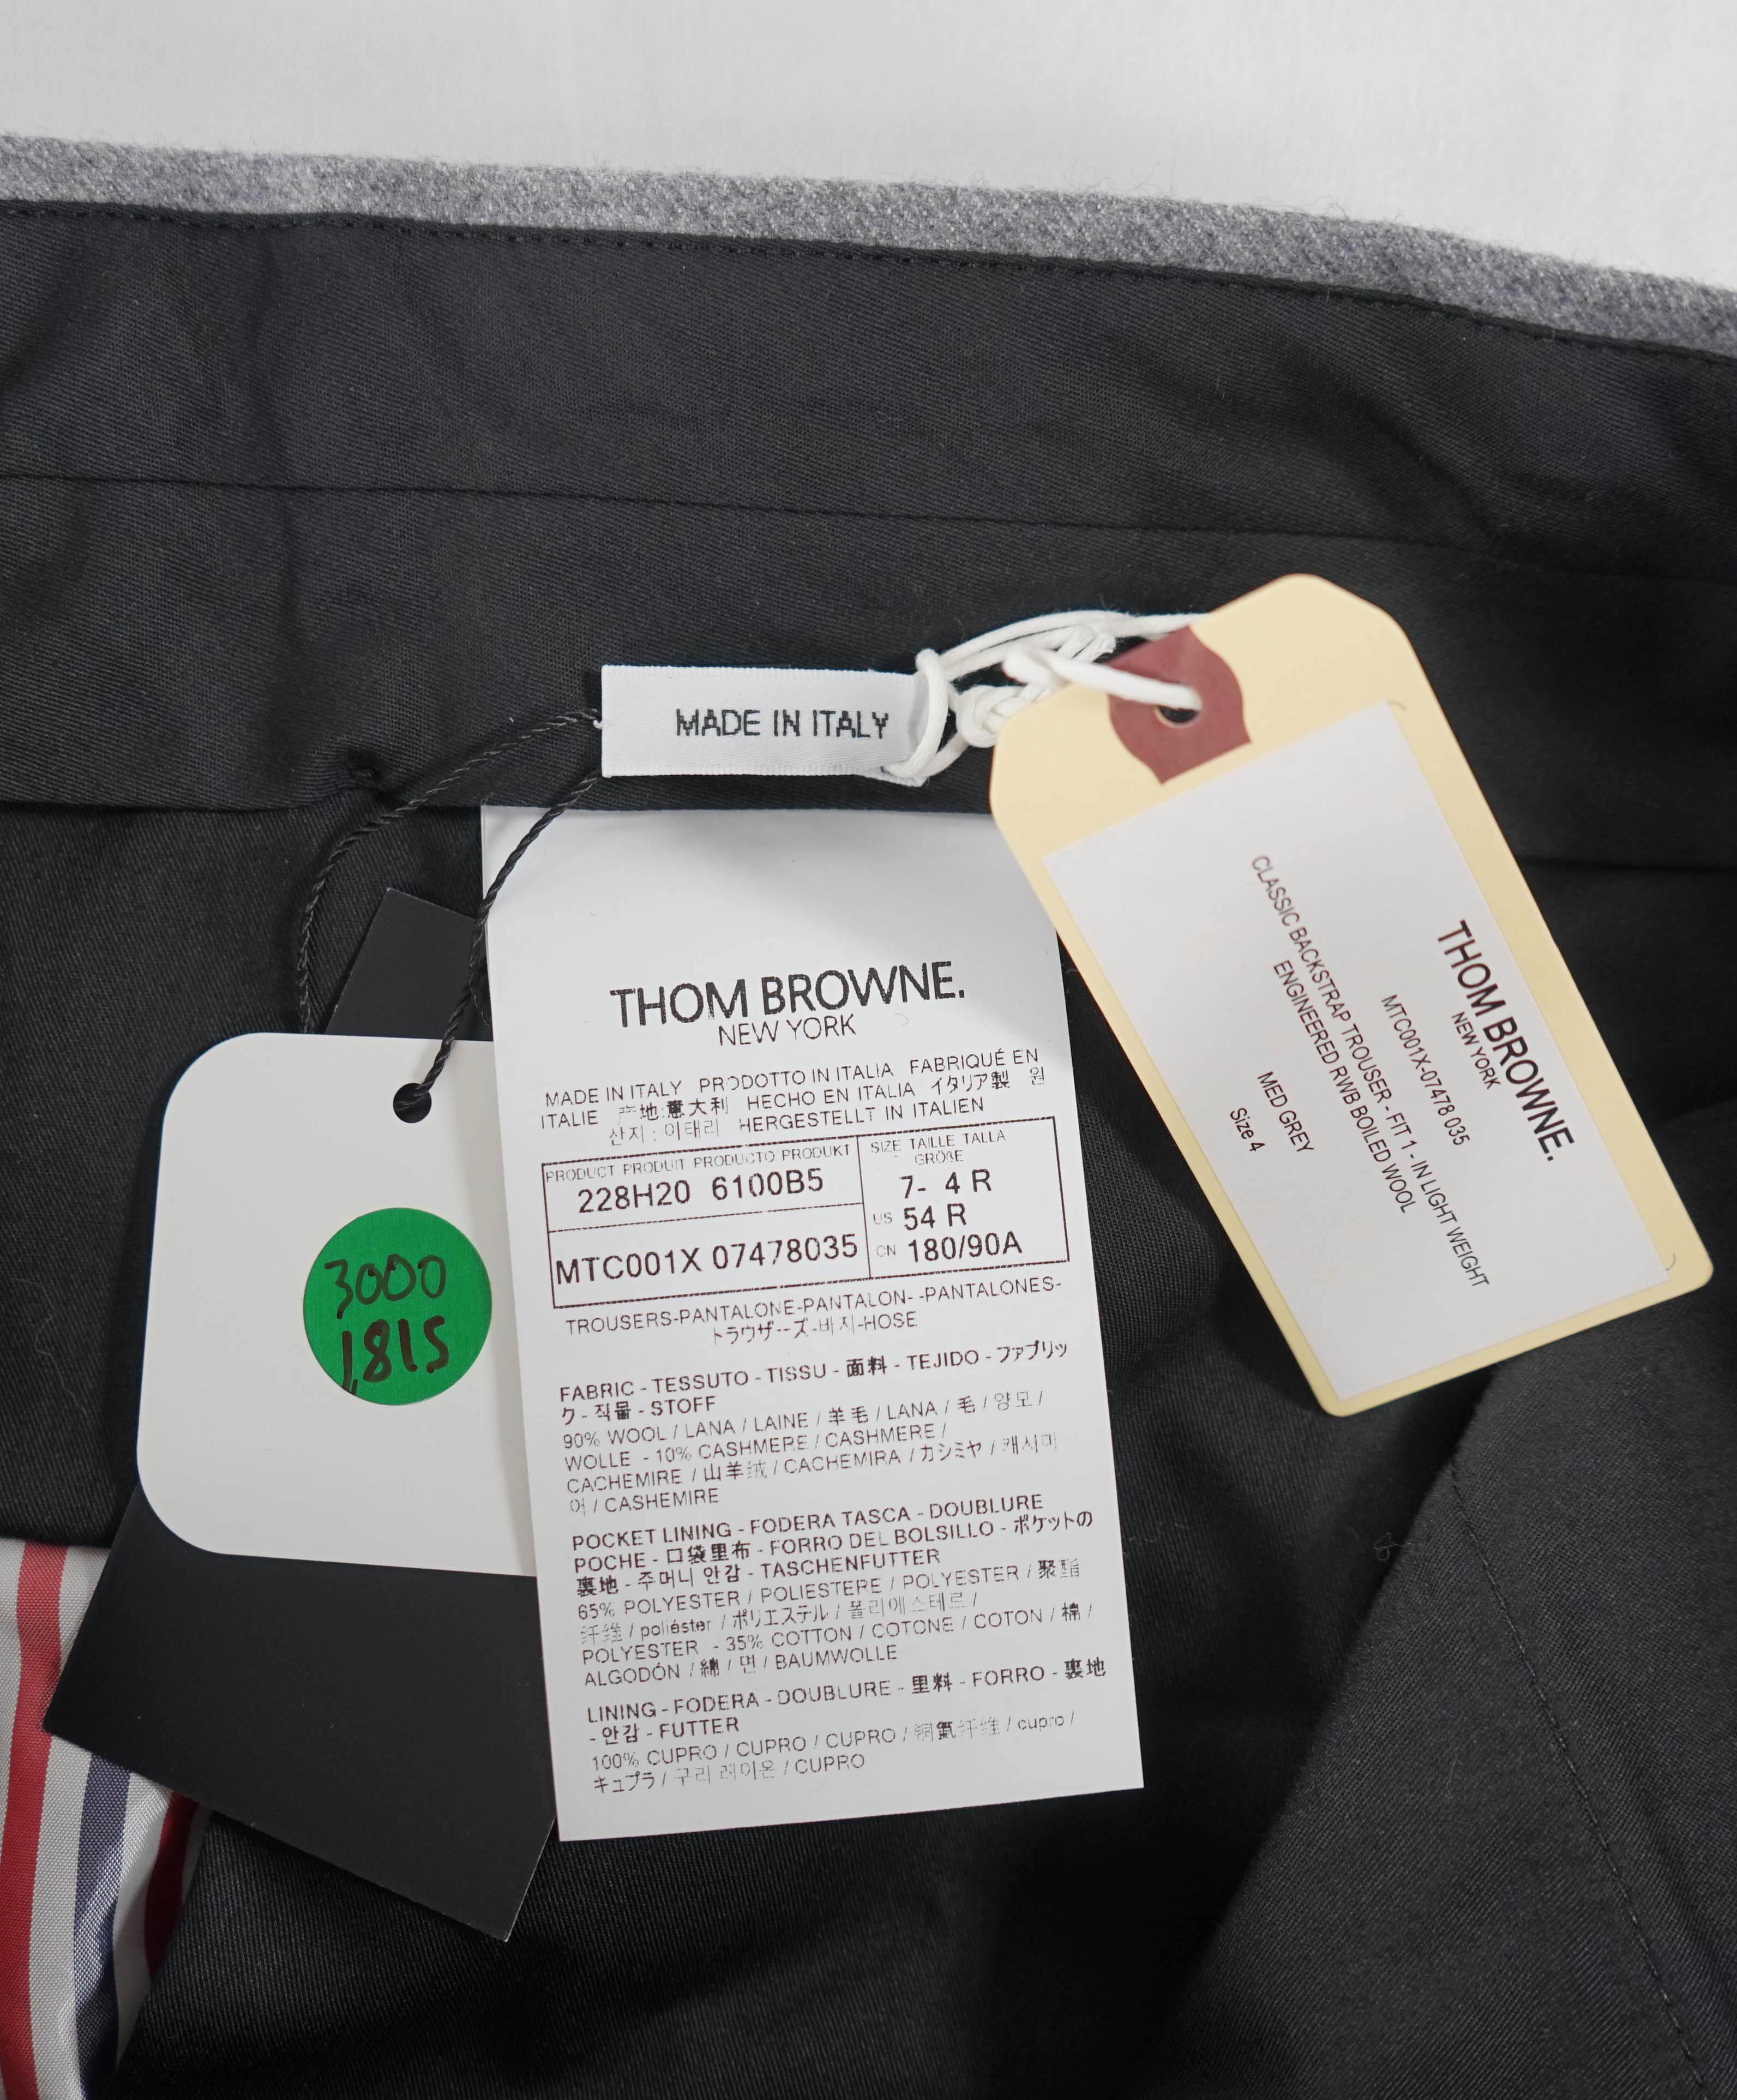 MADE IN ITALY
THOM BROWNE.
NEW YORK
MADE IN ITALY PRODOTTO IN ITALIA FABRIQUÉ EN
ITALIE 产地:意大利 HECHO EN ITALIA イタリア製 원
산지 : 이태리 HERGESTELLT IN ITALIEN
PRODUCT PRODUIT PRODUCTO PRODUKT
228H20 6100B5
MTC001X 07478035
SIZE TAILLE TALLA
GRÖßE
7- 4 R
US 54 R
CN 180/90A
TROUSERS-PANTALONE-PANTALON- -PANTALONES-
トラウザーズ-바지-HOSE
FABRIC - TESSUTO - TISSU - 面料 - TEJIDO - ファブリッ
ク - 직물 - STOFF
90% WOOL / LANA / LAINE / 羊毛 / LANA / 毛 / 양모 /
WOLLE - 10% CASHMERE / CASHMERE /
CACHEMIRE / 山羊绒 / CACHEMIRA / カシミヤ / 캐시미
어 / CASHEMIRE
POCKET LINING - FODERA TASCA - DOUBLURE
POCHE - 口袋里布 - FORRO DEL BOLSILLO - ポケットの
裏地 - 주머니 안감 - TASCHENFUTTER
65% POLYESTER / POLIESTERE / POLYESTER / 聚酯
纤维 / poliéster / ポリエステル / 폴리에스테르 /
POLYESTER - 35% COTTON / COTONE / COTON / 棉 /
ALGODÓN / 綿 / 면 / BAUMWOLLE
LINING - FODERA - DOUBLURE - 里料 - FORRO - 裏地
- 안감 - FUTTER
100% CUPRO / CUPRO / CUPRO / 铜氨纤维 / cupro /
キュプラ / 구리 레이온 / CUPRO
3000
1815
THOM BROWNE.
NEW YORK
MTC001X-07478 035
CLASSIC BACKSTRAP TROUSER - FIT 1 - IN LIGHT WEIGHT
ENGINEERED RWB BOILED WOOL
MED GREY
Size 4